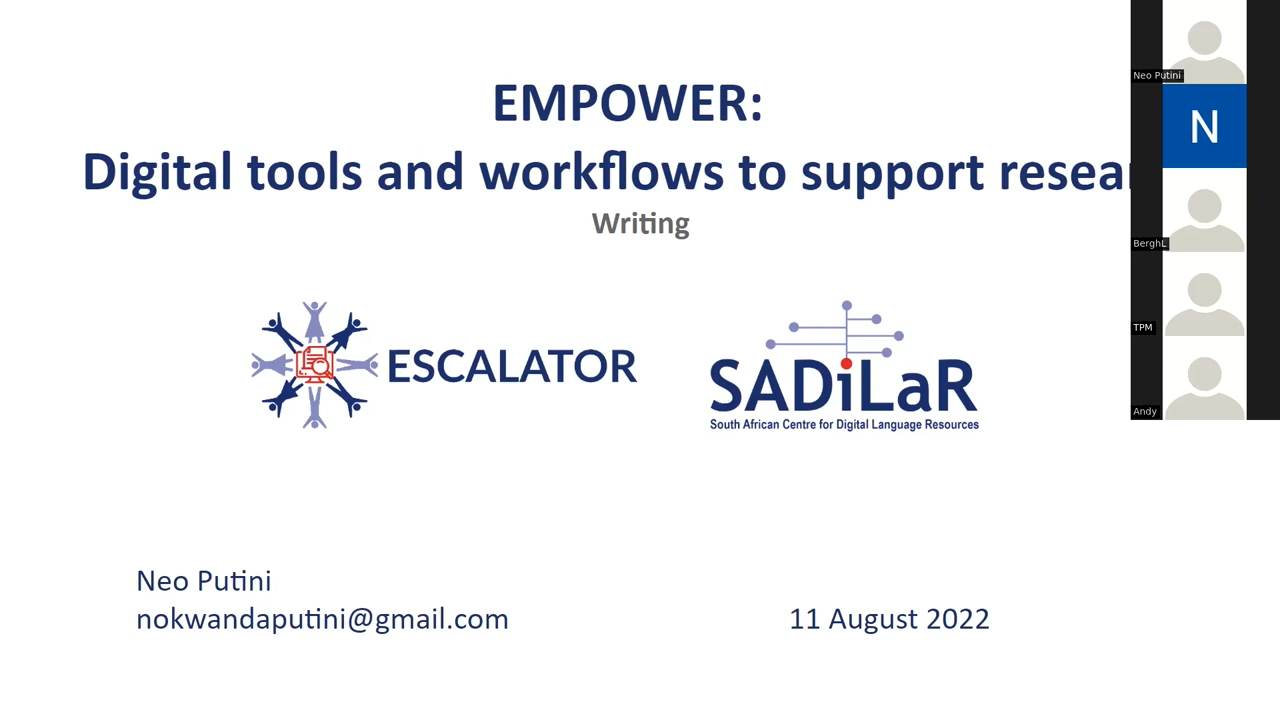 EMPOWER:
Digital tools and workflows to support resear
Writing
ESCALATOR
SADiLaR
South African Centre for Digital Language Resources
Neo Putini
nokwandaputini@gmail.com
11 August 2022
Neo Putini
N
BerghL
TPM
Andy